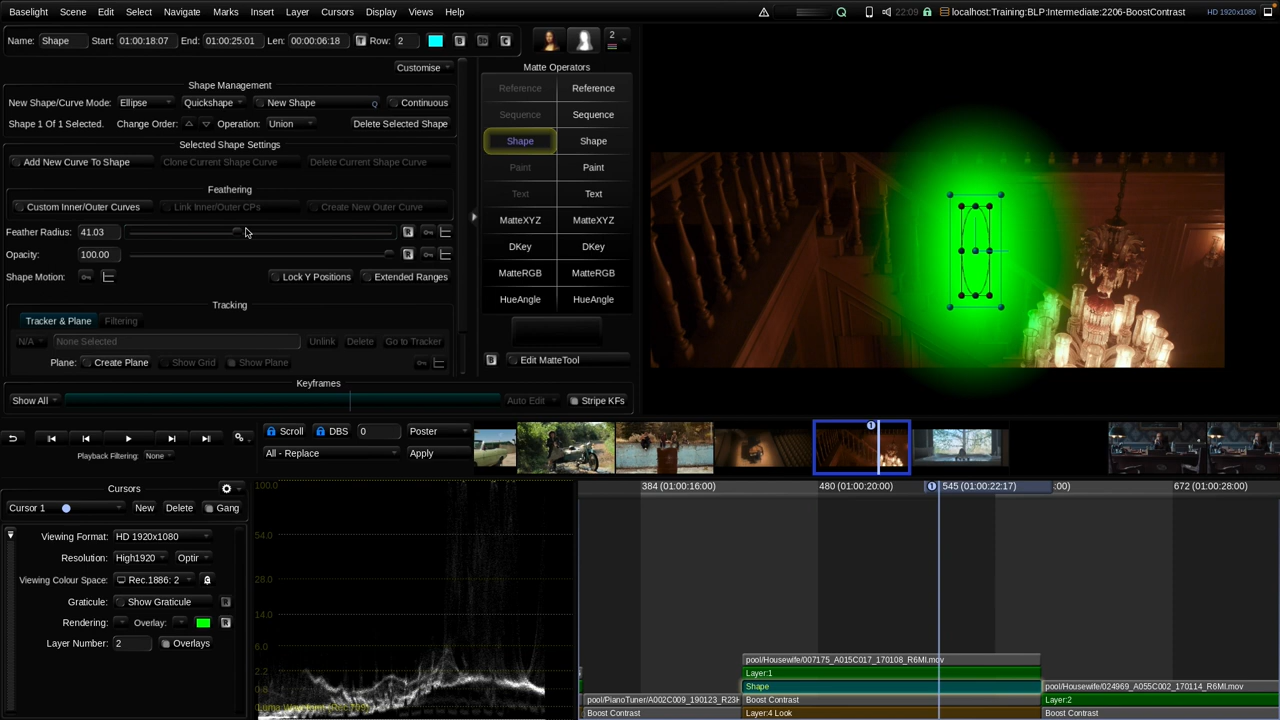 Baselight Scene Edit Select Navigate Marks Insert Layer Cursors Display Views Help 22:09 localhost:Training:BLP:Intermediate:2206-BoostContrast HD 1920x1080
Name: Shape Start: 01:00:18:07 End: 01:00:25:01 Len: 00:00:06:18 Row: 2
2
Customise
Shape Management
New Shape/Curve Mode: Ellipse Quickshape New Shape Q Continuous
Shape 1 Of 1 Selected. Change Order: Operation: Union Delete Selected Shape
Selected Shape Settings
Add New Curve To Shape Clone Current Shape Curve Delete Current Shape Curve
Feathering
Custom Inner/Outer Curves Link Inner/Outer CPs Create New Outer Curve
Feather Radius: 41.03 R
Opacity: 100.00 R
Shape Motion: Lock Y Positions Extended Ranges
Tracking
Tracker & Plane Filtering
N/A None Selected Unlink Delete Go to Tracker
Plane: Create Plane Show Grid Show Plane
Matte Operators
Reference Reference
Sequence Sequence
Shape Shape
Paint Paint
Text Text
MatteXYZ MatteXYZ
DKey DKey
MatteRGB MatteRGB
HueAngle HueAngle
Edit MatteTool
Keyframes
Show All Auto Edit Stripe KFs
Scroll DBS 0 Poster
Playback Filtering: None All - Replace Apply
1
Cursors
Cursor 1 New Delete Gang
Viewing Format: HD 1920x1080
Resolution: High1920 Optir
Viewing Colour Space: Rec.1886: 2
Graticule: Show Graticule R
Rendering: Overlay: R
Layer Number: 2 Overlays
100.0
54.0
28.0
14.0
6.0
2.2
384 (01:00:16:00) 480 (01:00:20:00) 1 545 (01:00:22:17) :00) 672 (01:00:28:00)
pool/Housewife/007175_A015C017_170108_R6MI.mov
Layer:1
Shape pool/Housewife/024969_A055C002_170114_R6MI.mov
pool/PianoTuner/A002C009_190123_R23H Boost Contrast Layer:2
Boost Contrast Layer:4 Look Boost Contrast